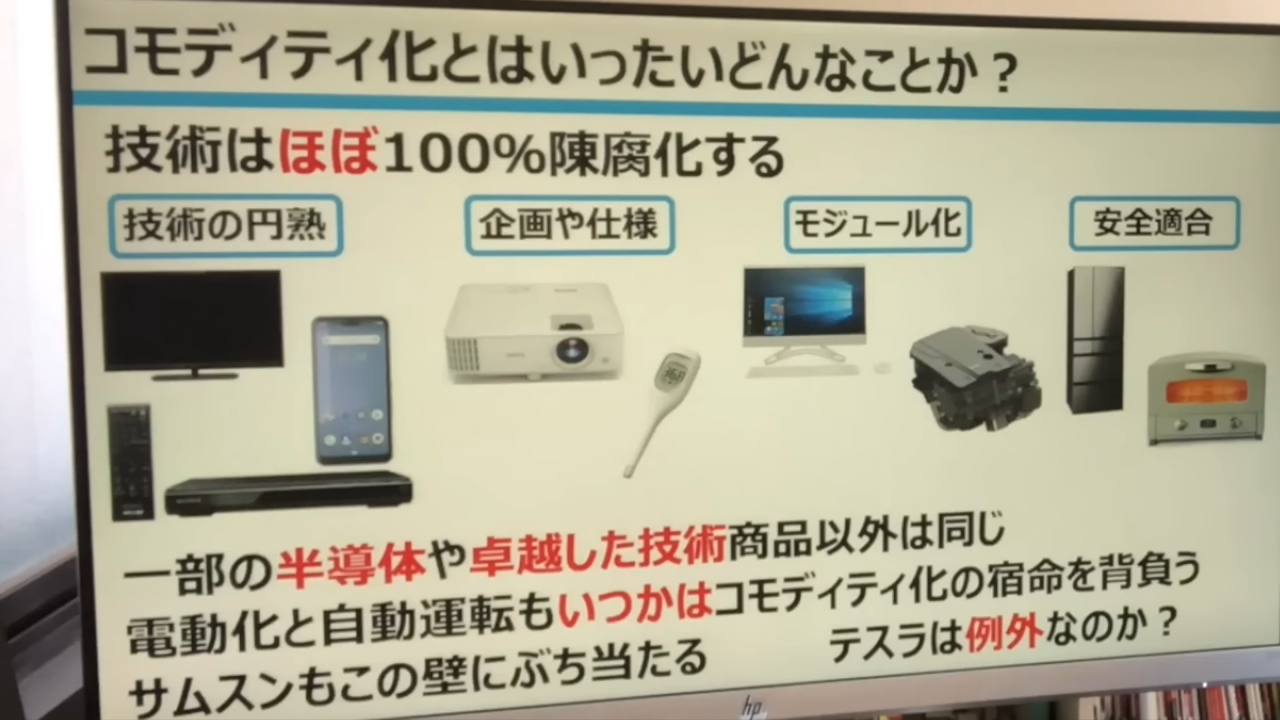 コモディティ化とはいったいどんなことか？
技術はほぼ100%陳腐化する
技術の円熟
企画や仕様
モジュール化
安全適合
一部の半導体や卓越した技術商品以外は同じ
電動化と自動運転もいつかはコモディティ化の宿命を背負う
サムスンもこの壁にぶち当たる
テスラは例外なのか？
hp